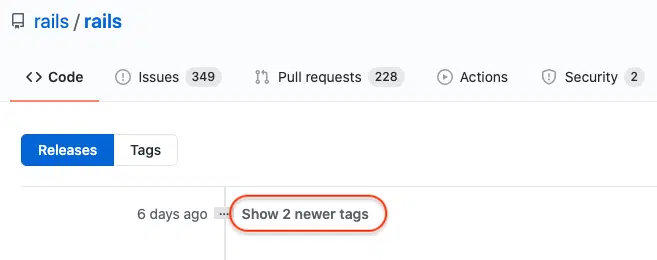 rails / rails
Code Issues 349 Pull requests 228 Actions Security 2
Releases Tags
6 days ago ... Show 2 newer tags